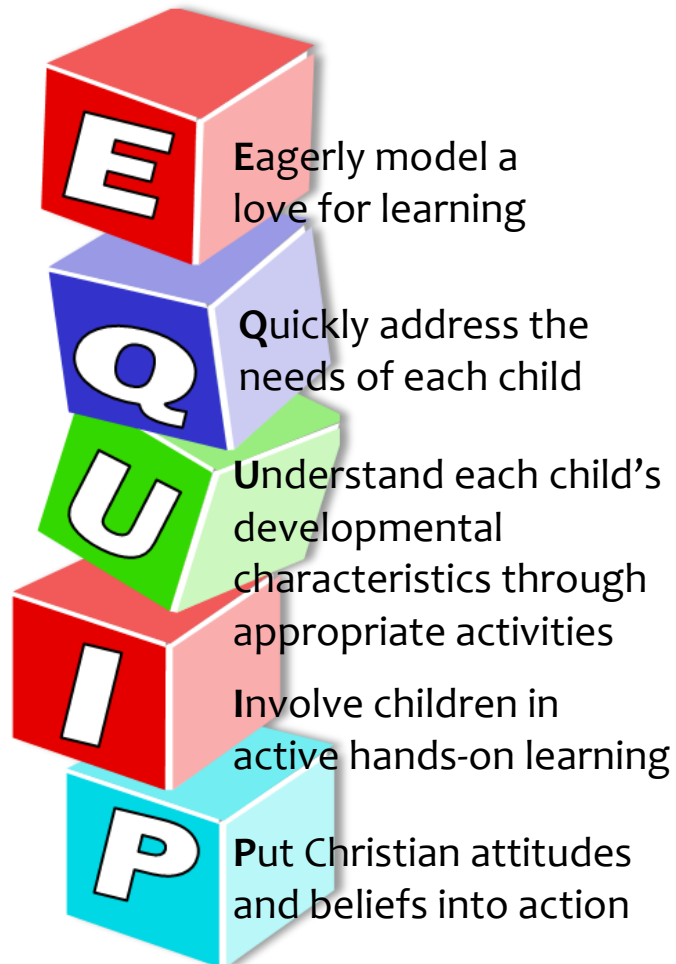 E
Eagerly model a
love for learning
Q
Quickly address the
needs of each child
U
Understand each child’s
developmental
characteristics through
appropriate activities
I
Involve children in
active hands-on learning
P
Put Christian attitudes
and beliefs into action